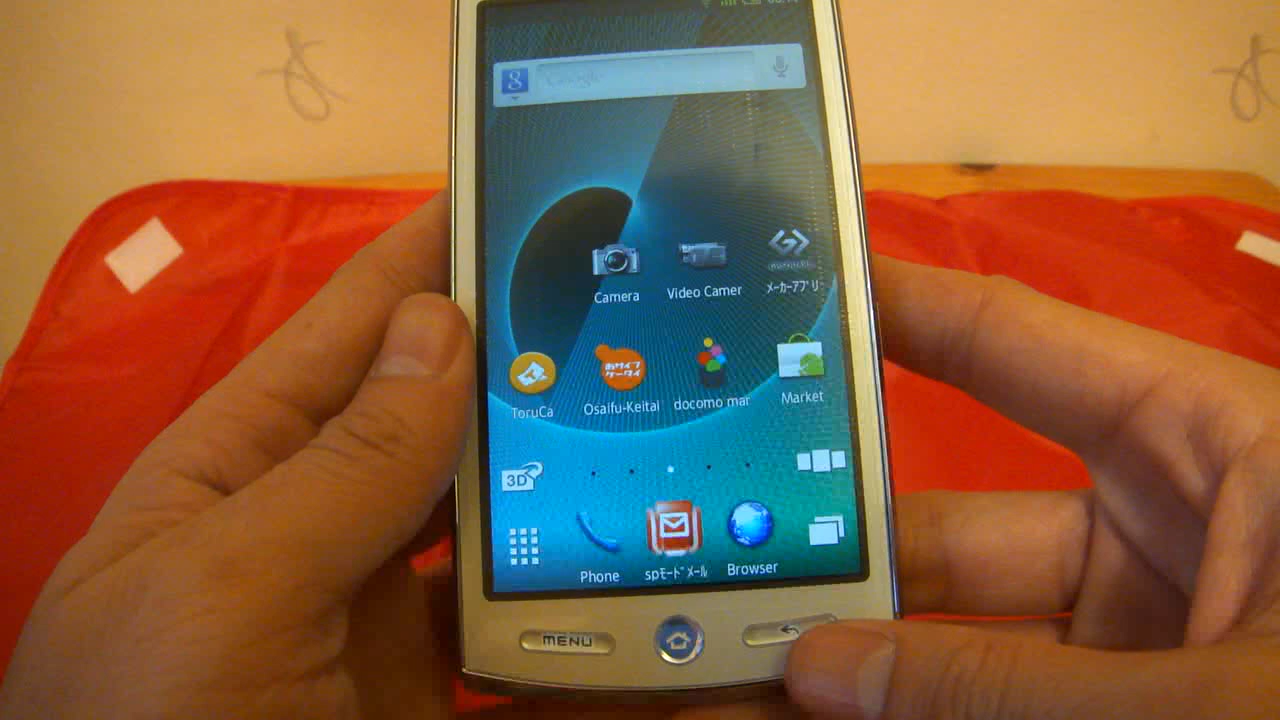 8 Google
Camera
Video Camer
メーカーアプリ
おサイフ
ケータイ
ToruCa
Osaifu-Keitai
docomo mar
Market
3D
Phone
spモードメール
Browser
MENU